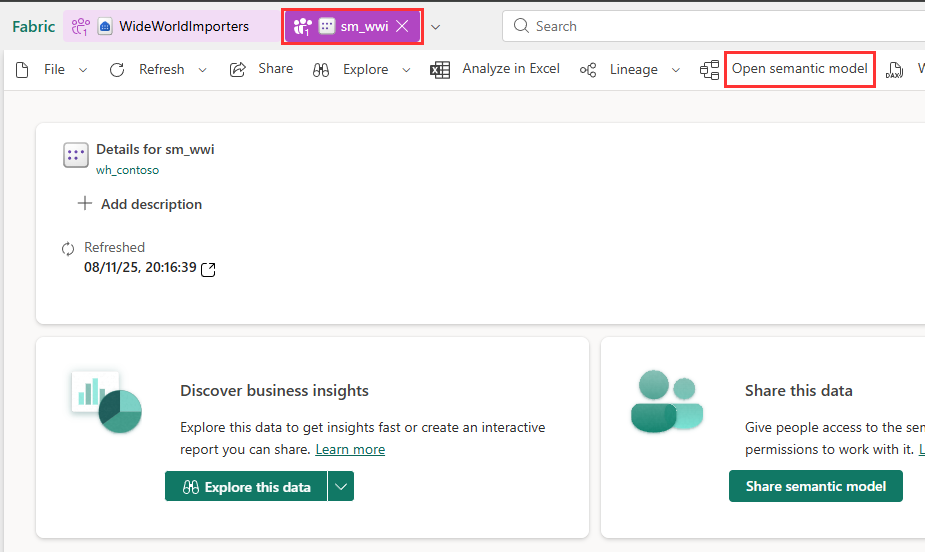 Fabric 1 WideWorldImporters 1 sm_wwi Search
File Refresh Share Explore Analyze in Excel Lineage Open semantic model DAX
Details for sm_wwi
wh_contoso
Add description
Refreshed
08/11/25, 20:16:39
Discover business insights
Explore this data to get insights fast or create an interactive
report you can share. Learn more
Explore this data
Share this data
Give people access to the
permissions to work with it.
Share semantic model